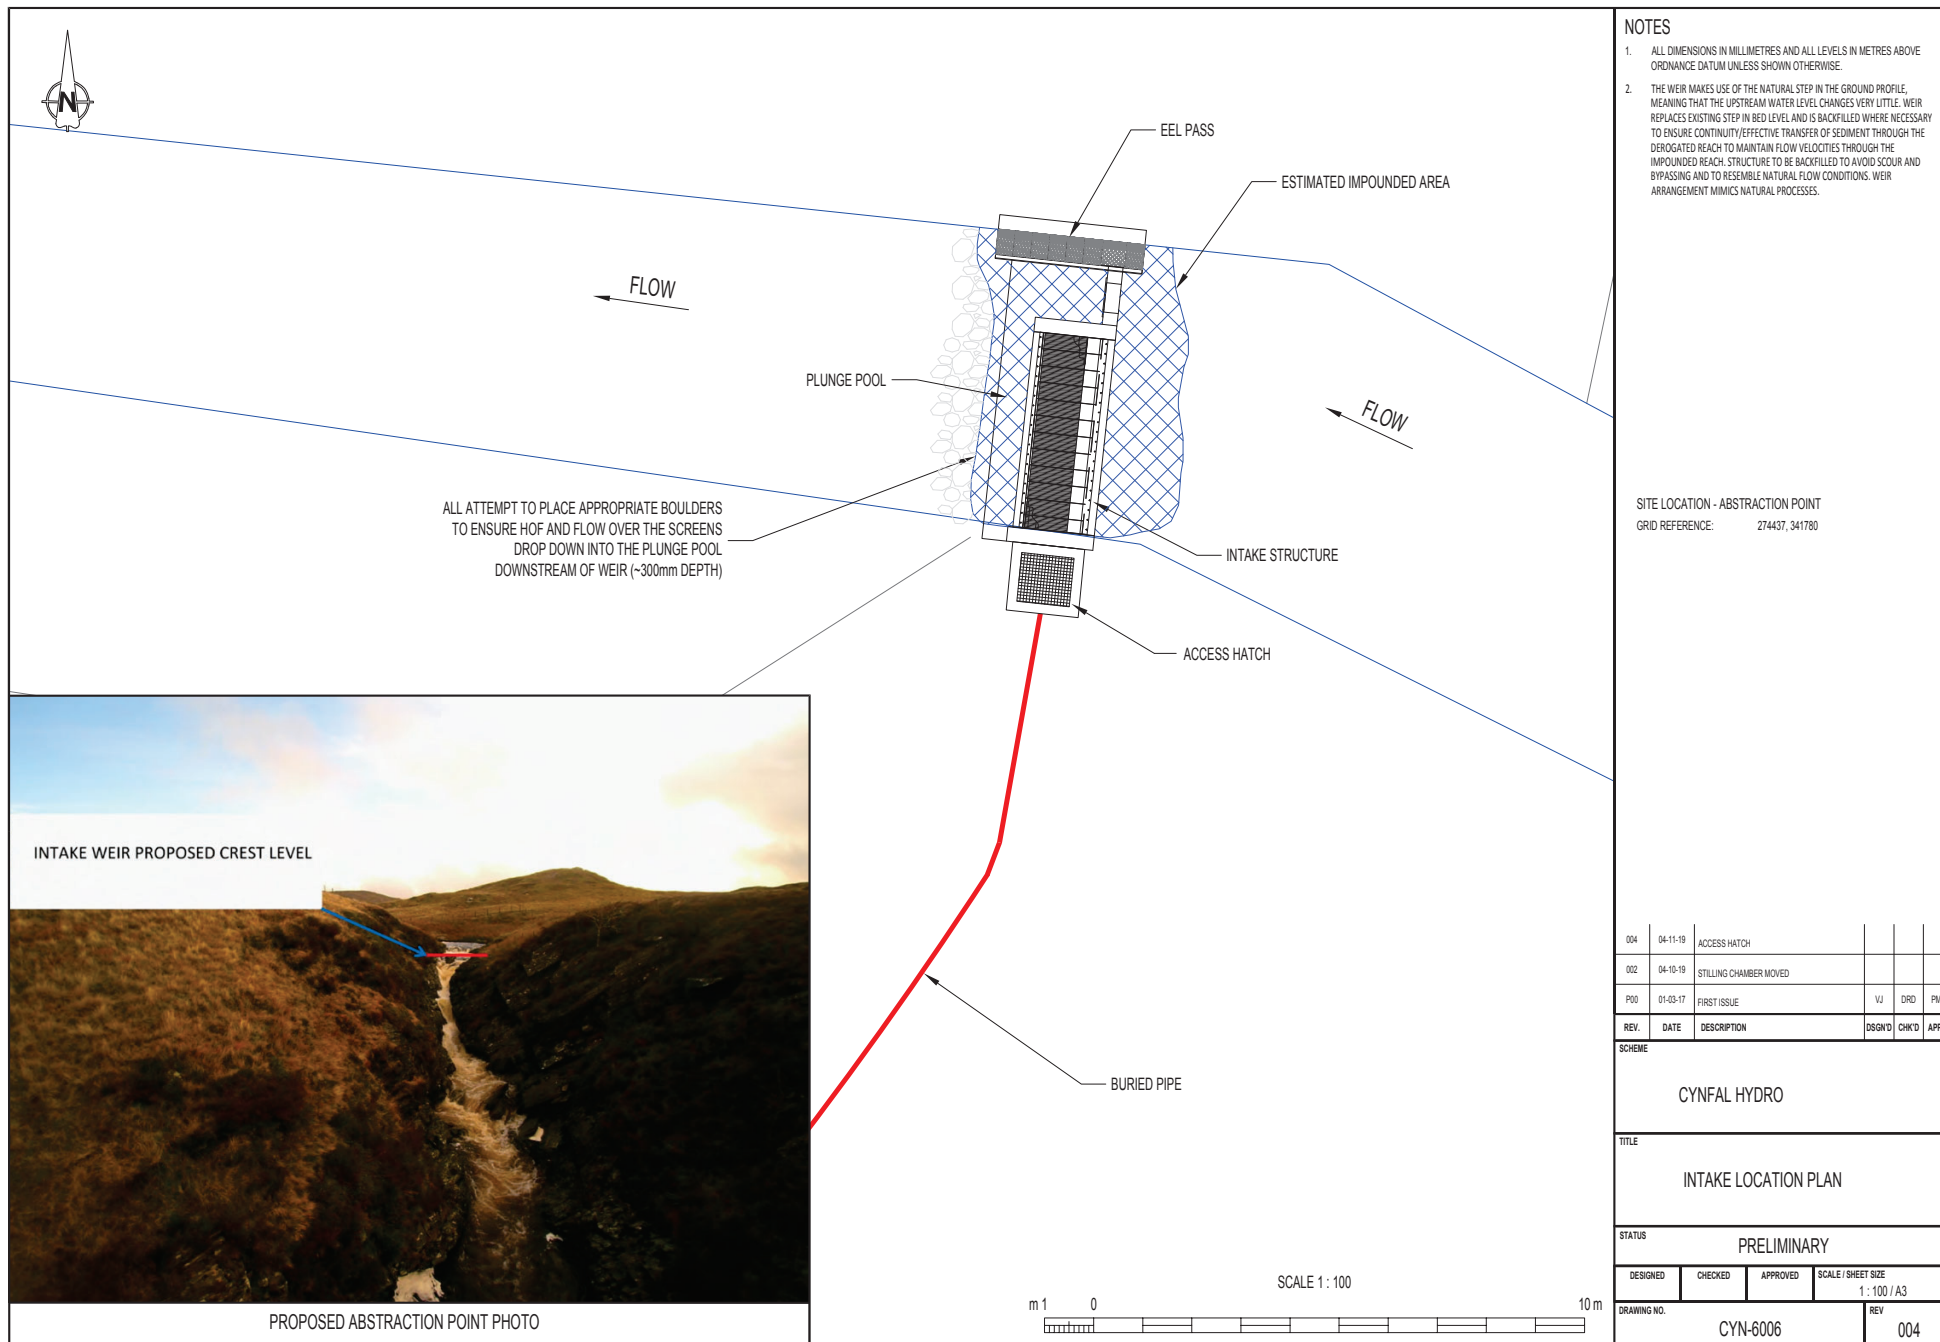 N
EEL PASS
ESTIMATED IMPOUNDED AREA
FLOW
PLUNGE POOL
FLOW
ALL ATTEMPT TO PLACE APPROPRIATE BOULDERS
TO ENSURE HOF AND FLOW OVER THE SCREENS
DROP DOWN INTO THE PLUNGE POOL
DOWNSTREAM OF WEIR (~300mm DEPTH)
INTAKE STRUCTURE
ACCESS HATCH
INTAKE WEIR PROPOSED CREST LEVEL
BURIED PIPE
PROPOSED ABSTRACTION POINT PHOTO
SCALE 1 : 100
m 1 0 10 m
NOTES
1. ALL DIMENSIONS IN MILLIMETRES AND ALL LEVELS IN METRES ABOVE
ORDNANCE DATUM UNLESS SHOWN OTHERWISE.
2. THE WEIR MAKES USE OF THE NATURAL STEP IN THE GROUND PROFILE,
MEANING THAT THE UPSTREAM WATER LEVEL CHANGES VERY LITTLE. WEIR
REPLACES EXISTING STEP IN BED LEVEL AND IS BACKFILLED WHERE NECESSARY
TO ENSURE CONTINUITY/EFFECTIVE TRANSFER OF SEDIMENT THROUGH THE
DEROGATED REACH TO MAINTAIN FLOW VELOCITIES THROUGH THE
IMPOUNDED REACH. STRUCTURE TO BE BACKFILLED TO AVOID SCOUR AND
BYPASSING AND TO RESEMBLE NATURAL FLOW CONDITIONS. WEIR
ARRANGEMENT MIMICS NATURAL PROCESSES.
SITE LOCATION - ABSTRACTION POINT
GRID REFERENCE: 274437, 341780
004 04-11-19 ACCESS HATCH
002 04-10-19 STILLING CHAMBER MOVED
P00 01-03-17 FIRST ISSUE VJ DRD PM
REV. DATE DESCRIPTION DSGN'D CHK'D APP
SCHEME
CYNFAL HYDRO
TITLE
INTAKE LOCATION PLAN
STATUS
PRELIMINARY
DESIGNED CHECKED APPROVED SCALE / SHEET SIZE
1 : 100 / A3
DRAWING NO. REV
CYN-6006 004